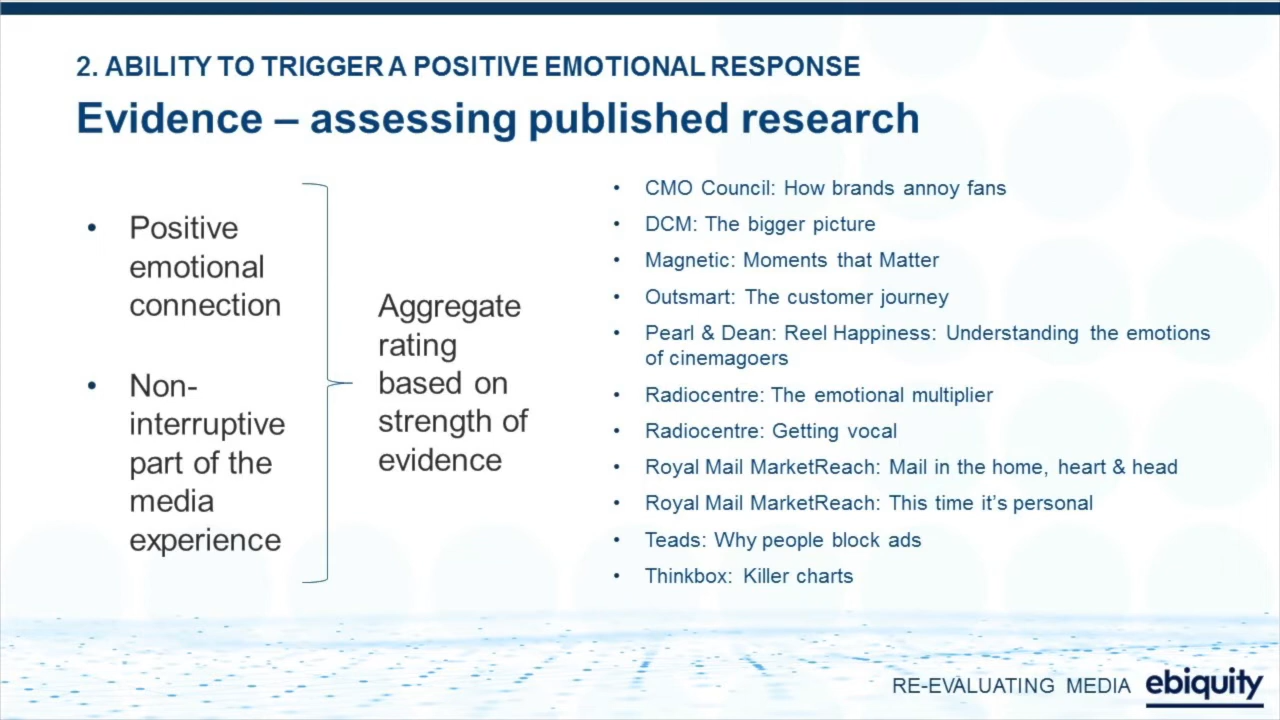 2. ABILITY TO TRIGGER A POSITIVE EMOTIONAL RESPONSE
Evidence – assessing published research
• Positive
emotional
connection
• Non-
interruptive
part of the
media
experience
Aggregate
rating
based on
strength of
evidence
• CMO Council: How brands annoy fans
• DCM: The bigger picture
• Magnetic: Moments that Matter
• Outsmart: The customer journey
• Pearl & Dean: Reel Happiness: Understanding the emotions
of cinemagoers
• Radiocentre: The emotional multiplier
• Radiocentre: Getting vocal
• Royal Mail MarketReach: Mail in the home, heart & head
• Royal Mail MarketReach: This time it’s personal
• Teads: Why people block ads
• Thinkbox: Killer charts
RE-EVALUATING MEDIA ebiquity